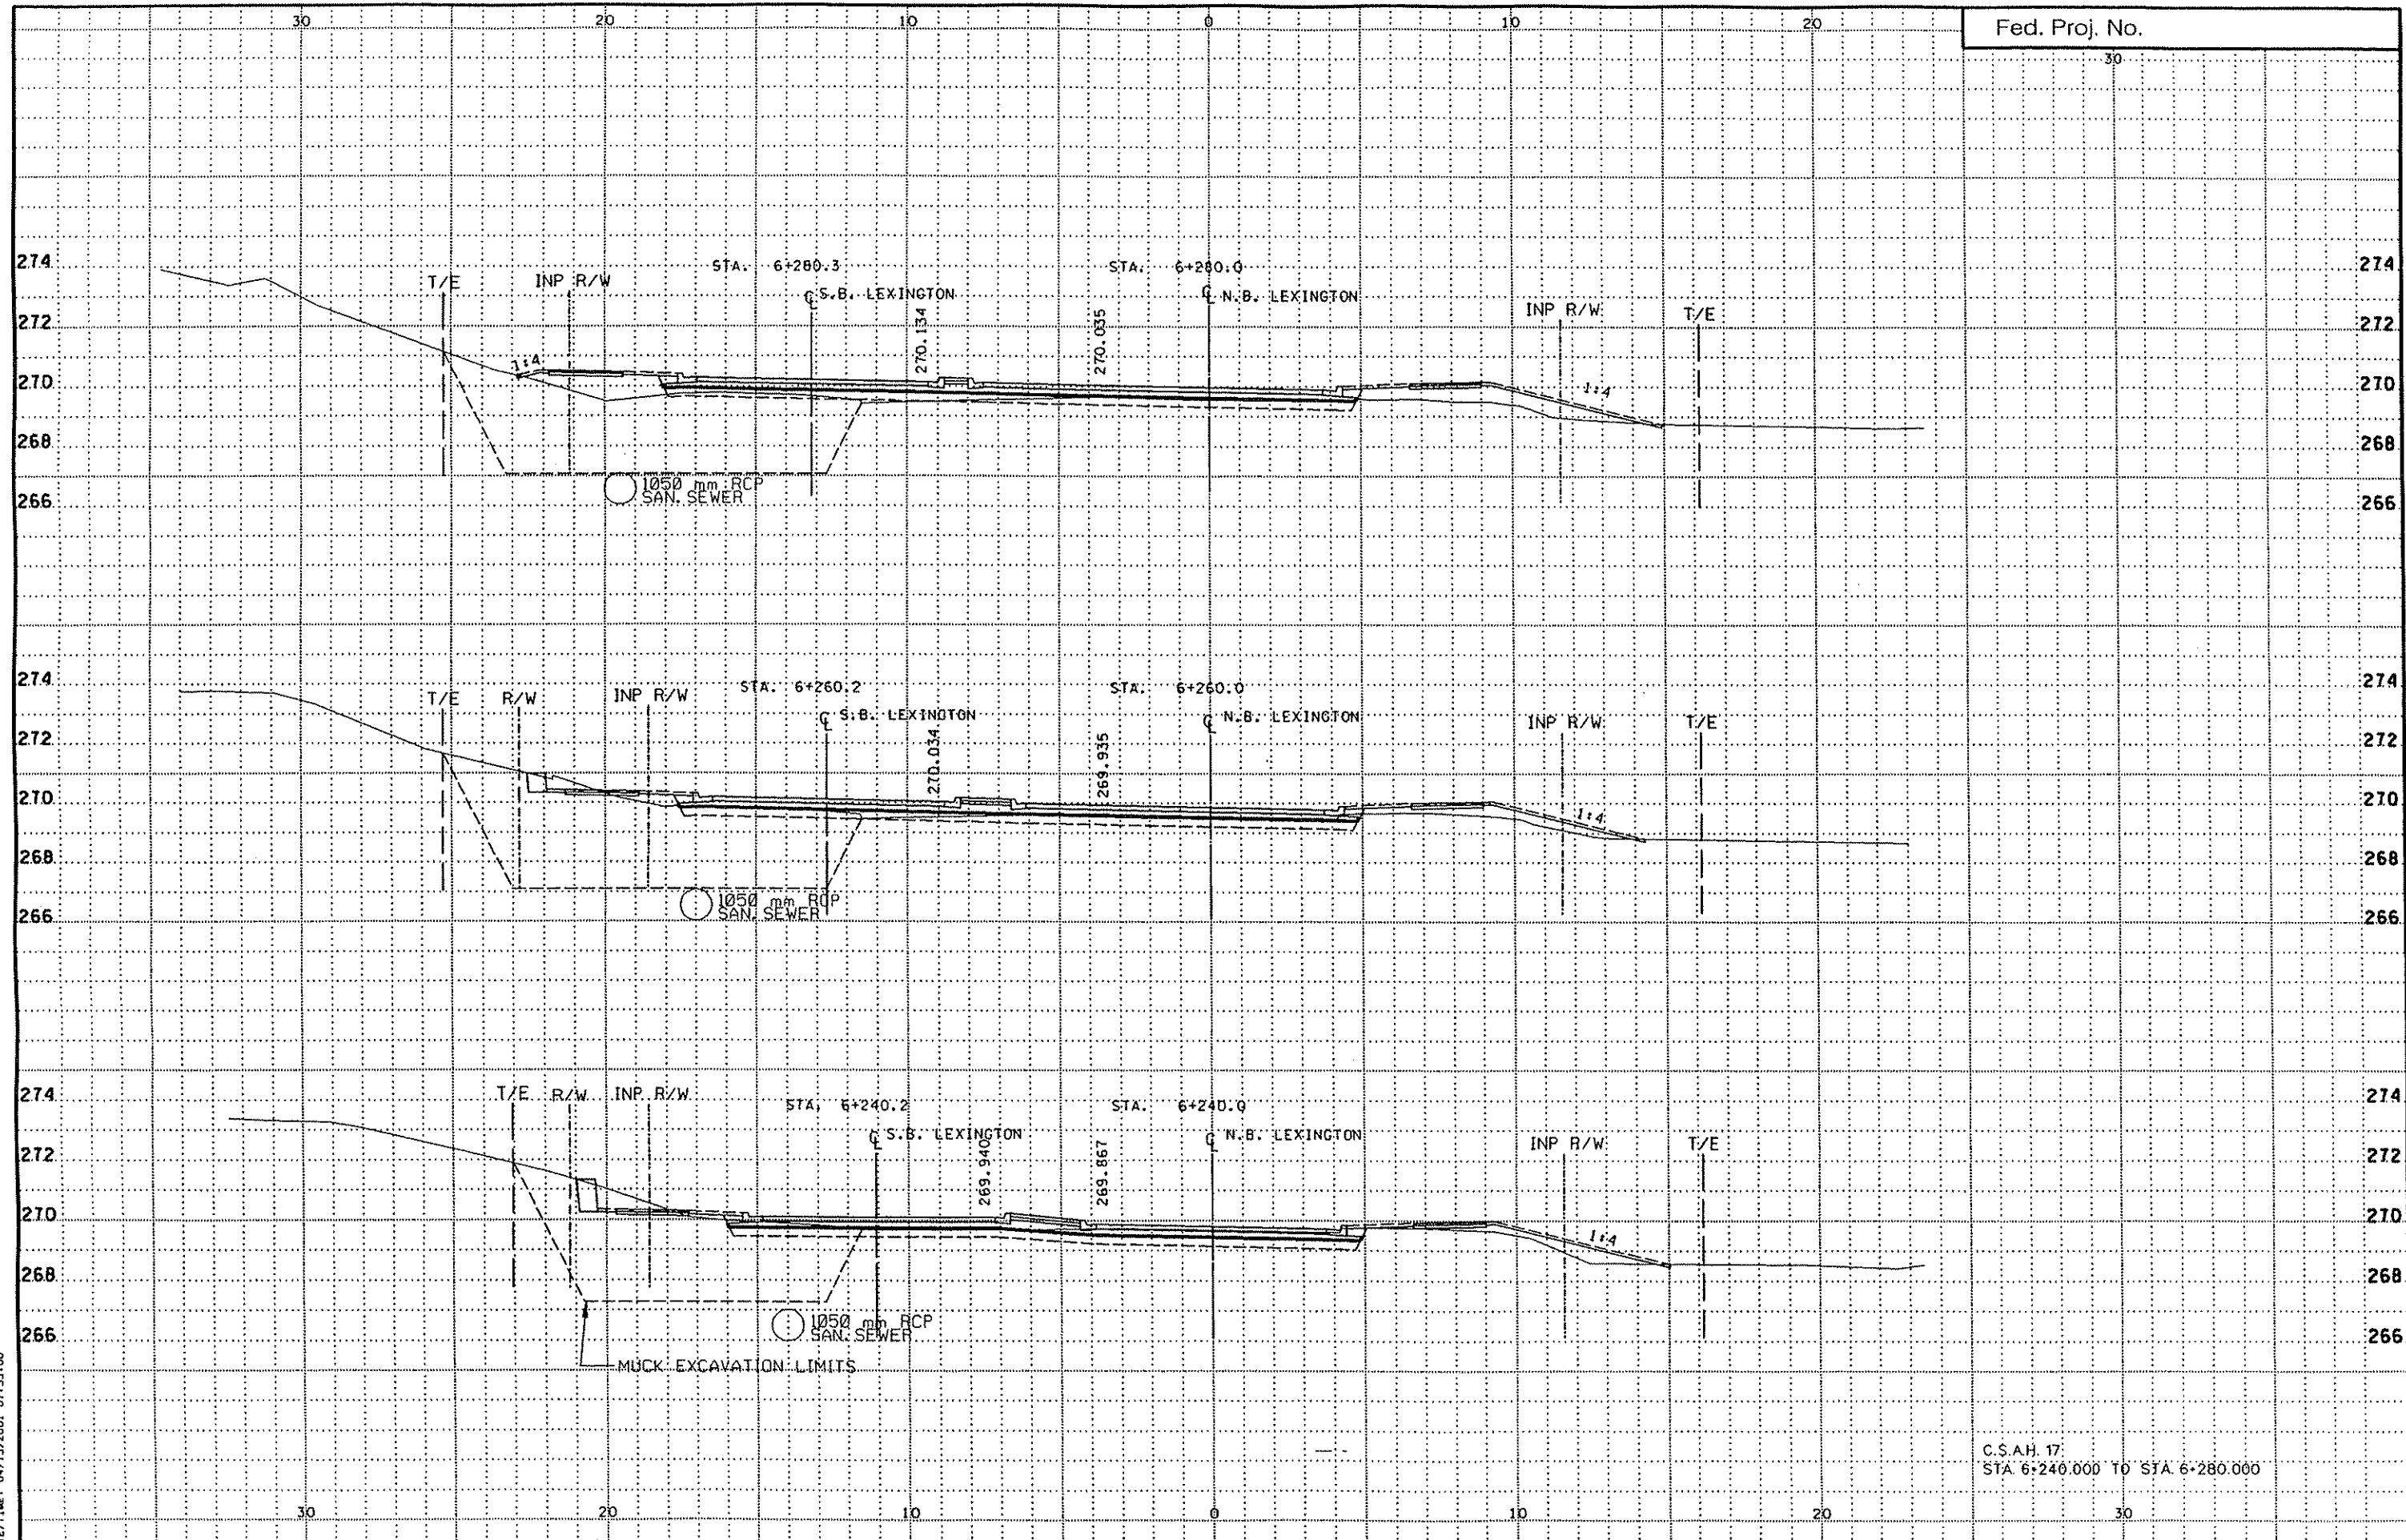 30 20 10 0 10 20
Fed. Proj. No.
30
274 274
T/E INP R/W STA. 6+280.3 STA. 6+280.0
℄ S.B. LEXINGTON ℄ N.B. LEXINGTON
270.134 270.035
INP R/W T/E
272 272
1:4
270 270
1:4
268 268
1050 mm RCP
SAN. SEWER
266 266
274 274
T/E R/W INP R/W STA. 6+260.2 STA. 6+260.0
℄ S.B. LEXINGTON ℄ N.B. LEXINGTON
270.034 269.935
INP R/W T/E
272 272
270 270
1:4
268 268
1050 mm RCP
SAN. SEWER
266 266
274 274
T/E R/W INP R/W STA. 6+240.2 STA. 6+240.0
℄ S.B. LEXINGTON ℄ N.B. LEXINGTON
269.940 269.867
INP R/W T/E
272 272
270 270
1:4
268 268
1050 mm RCP
SAN. SEWER
266 266
MUCK EXCAVATION LIMITS
C.S.A.H. 17
STA. 6+240.000 TO STA. 6+280.000
30 20 10 0 10 20 30